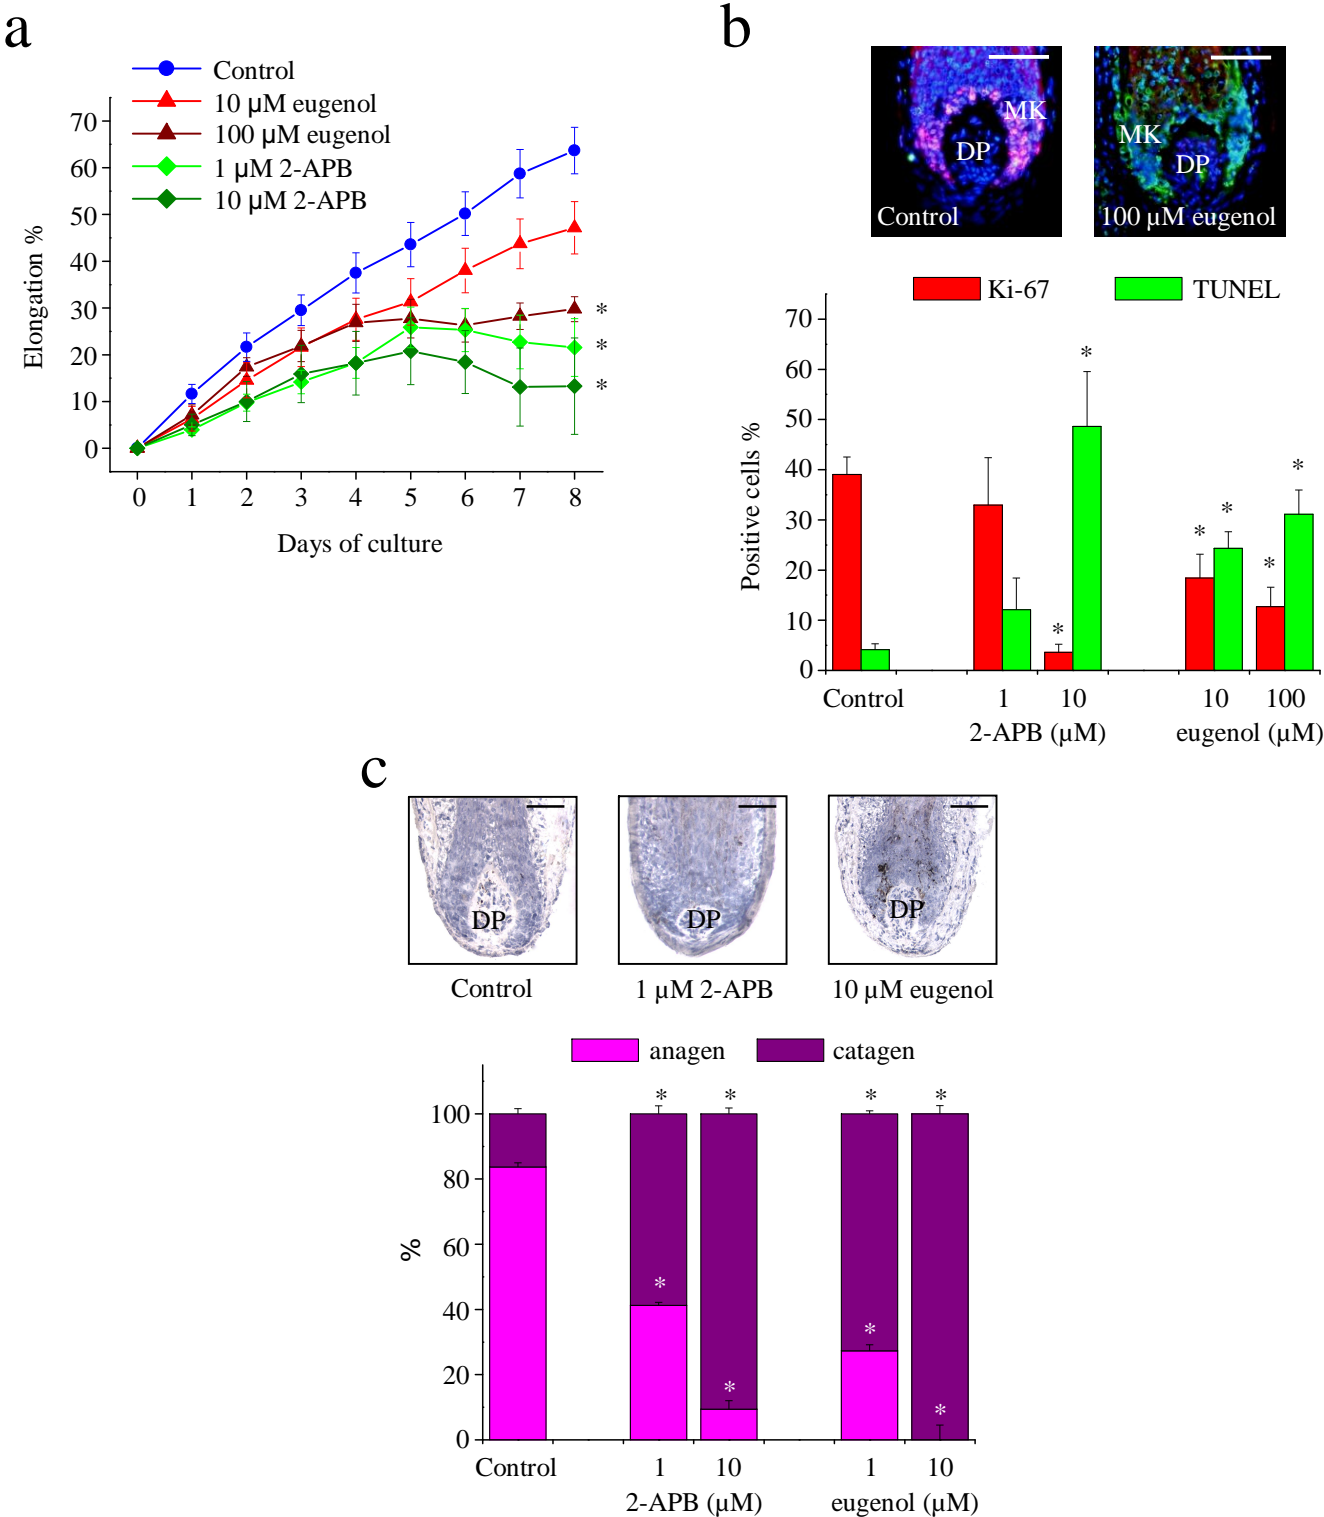 a
Control
10 μM eugenol
100 μM eugenol
1 μM 2-APB
10 μM 2-APB
Elongation %
70
60
50
40
30
20
10
0
*
*
*
0 1 2 3 4 5 6 7 8
Days of culture
b
MK
DP
Control
MK
DP
100 μM eugenol
Ki-67 TUNEL
Positive cells %
70
60
50
40
30
20
10
0
* * * * * *
Control 1 10 10 100
2-APB (μM) eugenol (μM)
c
DP DP DP
Control 1 μM 2-APB 10 μM eugenol
anagen catagen
%
100
80
60
40
20
0
* * * *
* * * *
Control 1 10 1 10
2-APB (μM) eugenol (μM)